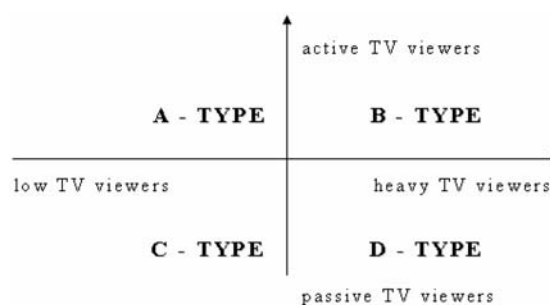 active TV viewers
A - TYPE B - TYPE
low TV viewers heavy TV viewers
C - TYPE D - TYPE
passive TV viewers